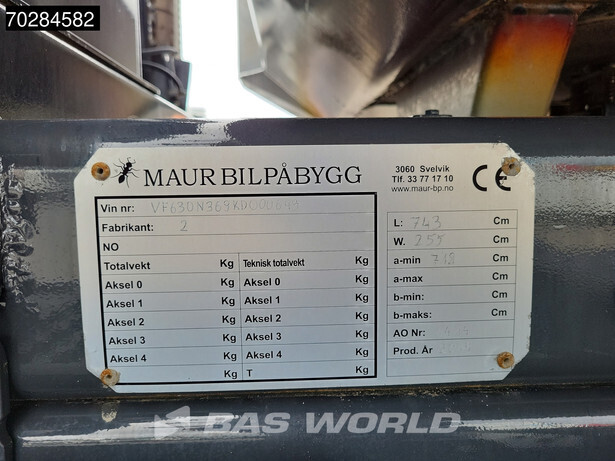 70284582
MAUR BILPÅBYGG
3060 Svelvik
Tlf. 33 77 17 10
www.maur-bp.no
CE
Vin nr:
Fabrikant: 2
NO
Totalvekt Kg Teknisk totalvekt Kg
Aksel 0 Kg Aksel 0 Kg
Aksel 1 Kg Aksel 1 Kg
Aksel 2 Kg Aksel 2 Kg
Aksel 3 Kg Aksel 3 Kg
Aksel 4 Kg Aksel 4 Kg
Kg T Kg
L: 743 Cm
W. 255 Cm
a-min 718 Cm
a-max Cm
b-min: Cm
b-maks: Cm
AO Nr:
Prod. År
BAS WORLD